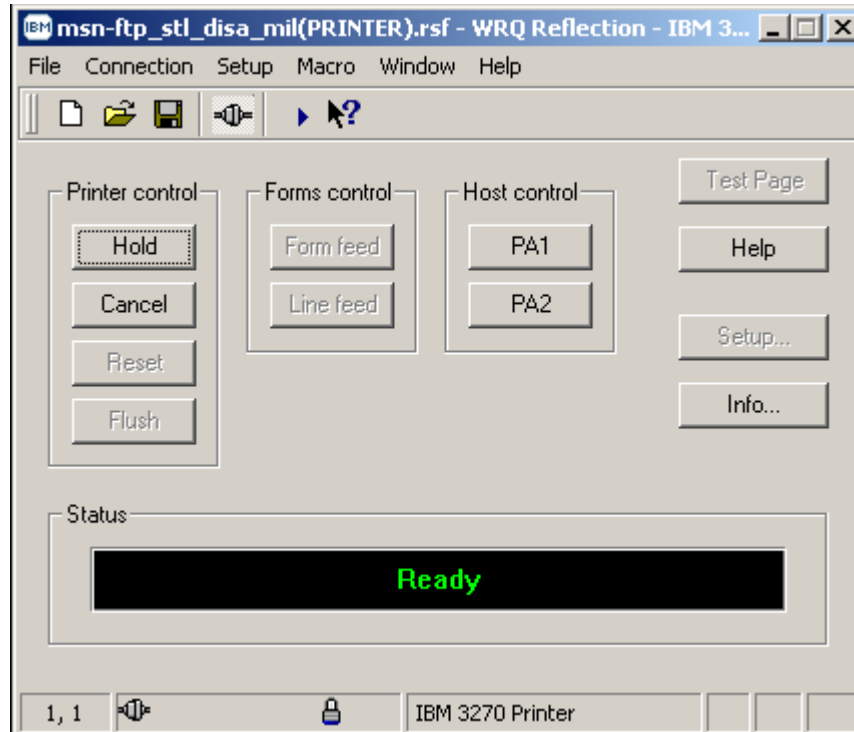 IBM msn-ftp_stl_disa_mil(PRINTER).rsf - WRQ Reflection - IBM 3...
File Connection Setup Macro Window Help
Printer control
Hold
Cancel
Reset
Flush
Forms control
Form feed
Line feed
Host control
PA1
PA2
Test Page
Help
Setup...
Info...
Status
Ready
1, 1 IBM 3270 Printer